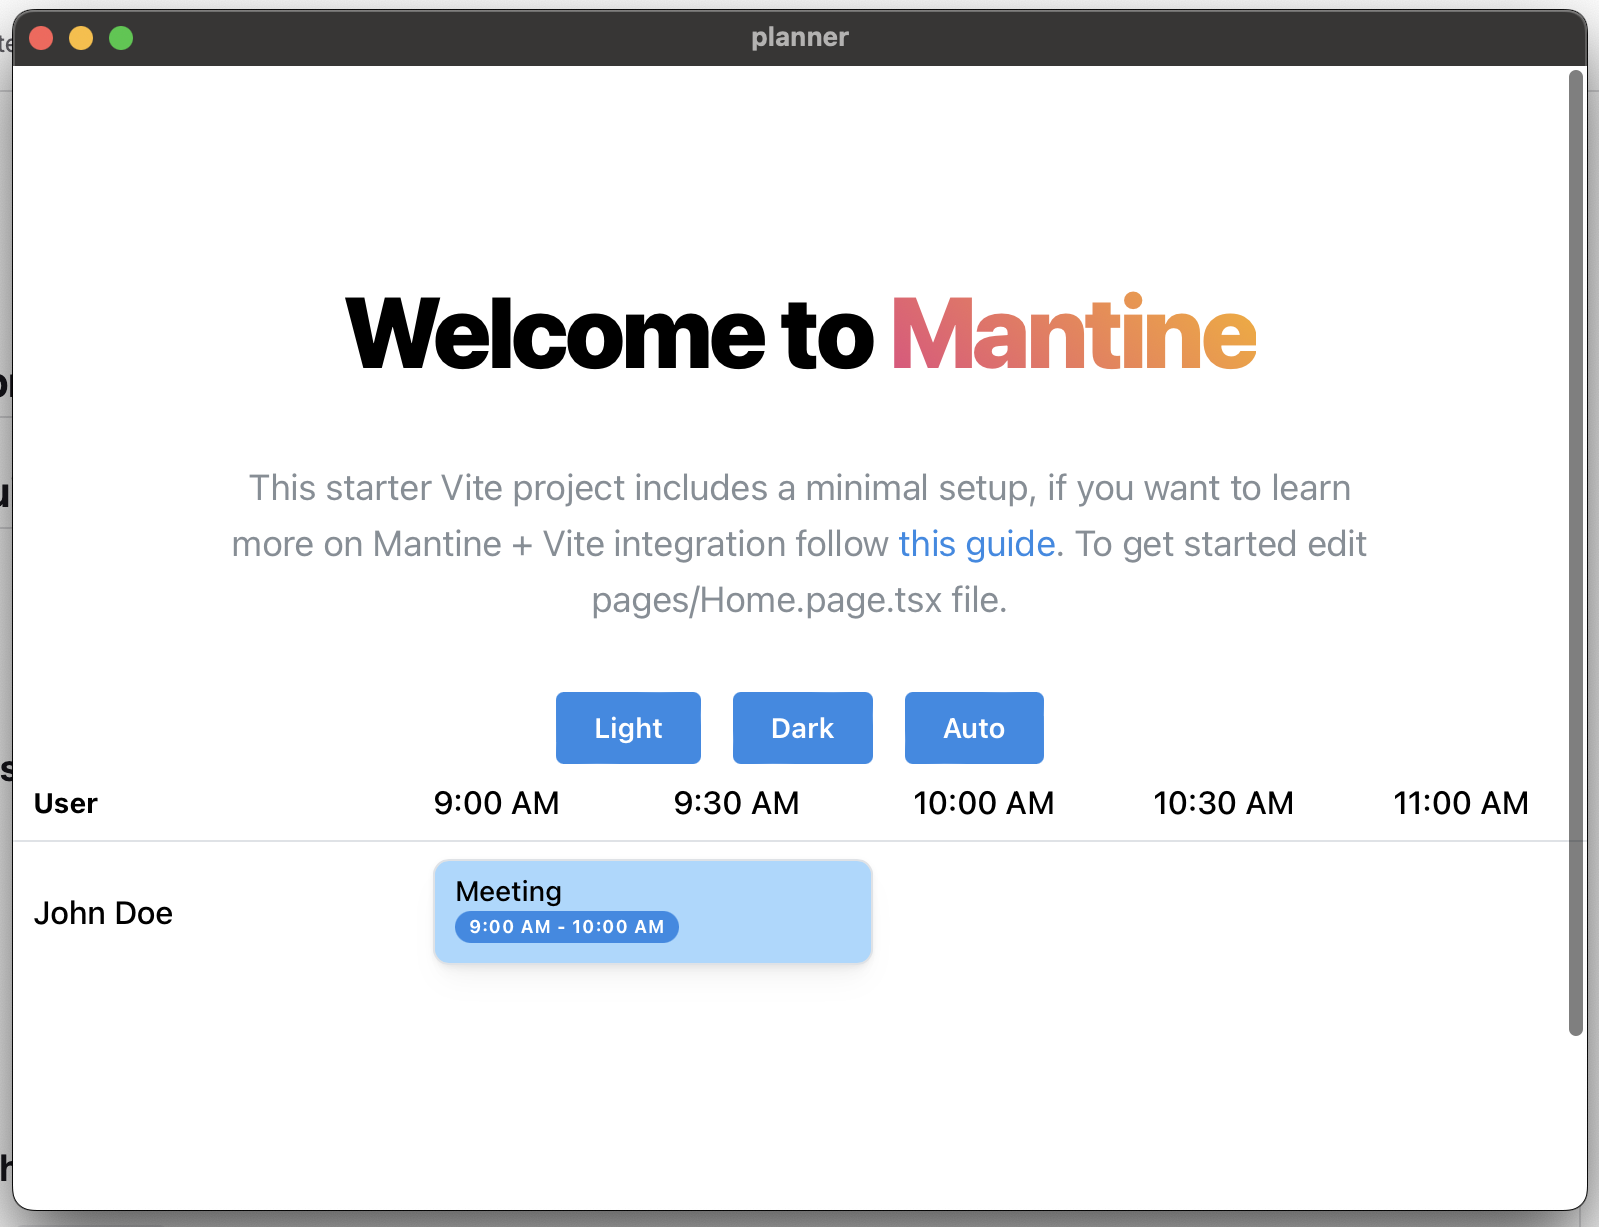 planner
Welcome to Mantine
This starter Vite project includes a minimal setup, if you want to learn
more on Mantine + Vite integration follow this guide. To get started edit
pages/Home.page.tsx file.
Light Dark Auto
User 9:00 AM 9:30 AM 10:00 AM 10:30 AM 11:00 AM
Meeting
9:00 AM - 10:00 AM
John Doe